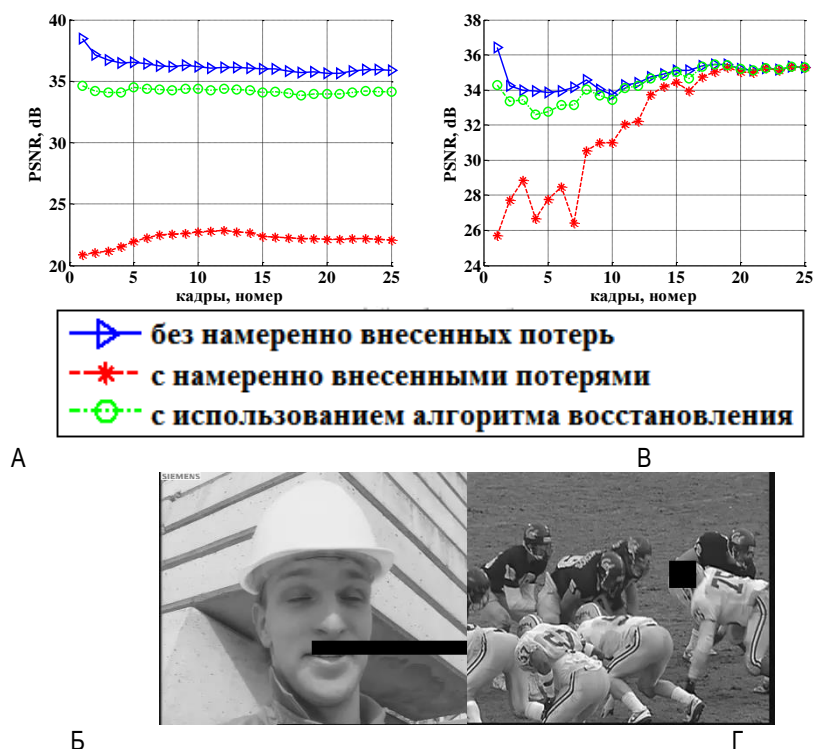 40
35
30
25
20
PSNR, dB
0 5 10 15 20 25
кадры, номер
38
36
34
32
30
28
26
24
PSNR, dB
0 5 10 15 20 25
кадры, номер
без намеренно внесенных потерь
с намеренно внесенными потерями
с использованием алгоритма восстановления
А
В
SIEMENS
Б
Г